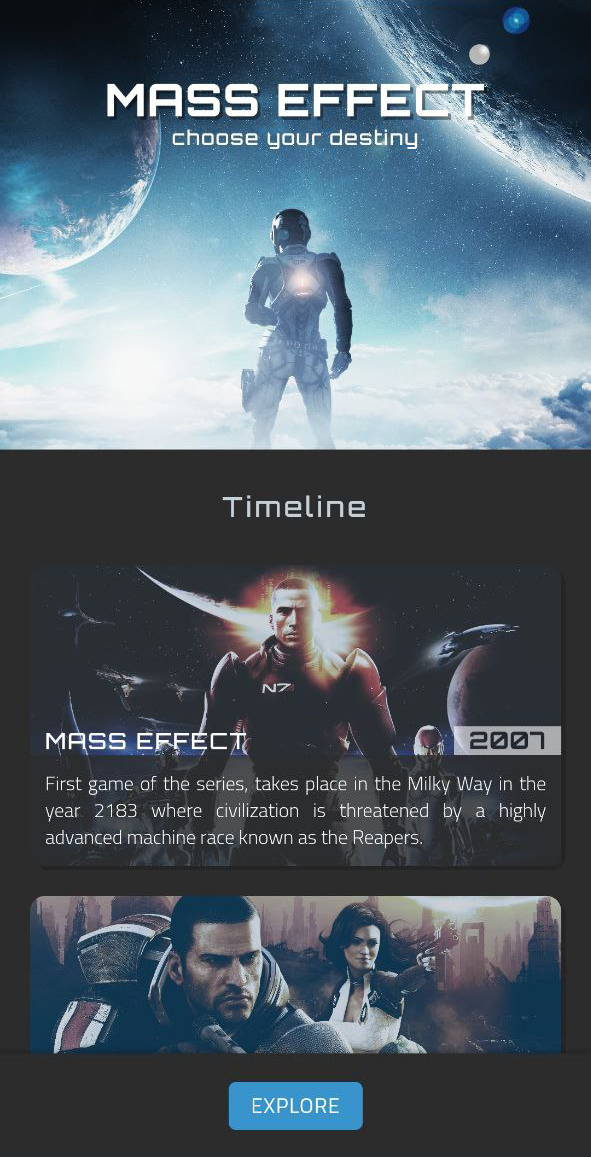 MASS EFFECT
choose your destiny
Timeline
N7
MASS EFFECT
2007
First game of the series, takes place in the Milky Way in the
year 2183 where civilization is threatened by a highly
advanced machine race known as the Reapers.
EXPLORE